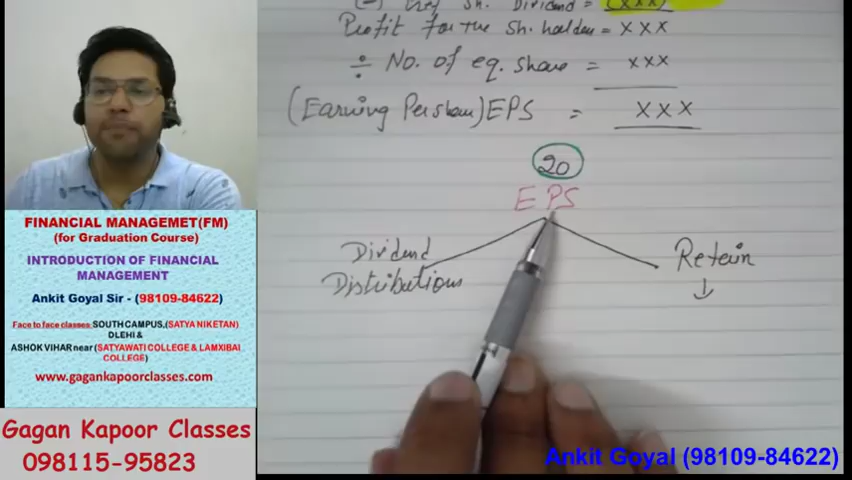 (-) Pref Sh. Dividend = (xxx)
Profit for the Sh. holder = xxx
÷ No. of eq. share = xxx
(Earning Per share) EPS = xxx
20
EPS
Dividend
Distributions
Retain
↓
FINANCIAL MANAGEMET(FM)
(for Graduation Course)
INTRODUCTION OF FINANCIAL
MANAGEMENT
Ankit Goyal Sir - (98109-84622)
Face to face classes: SOUTH CAMPUS,(SATYA NIKETAN)
DLEHI &
ASHOK VIHAR near (SATYAWATI COLLEGE & LAMXIBAI
COLLEGE)
www.gagankapoorclasses.com
Gagan Kapoor Classes
098115-95823
Ankit Goyal (98109-84622)